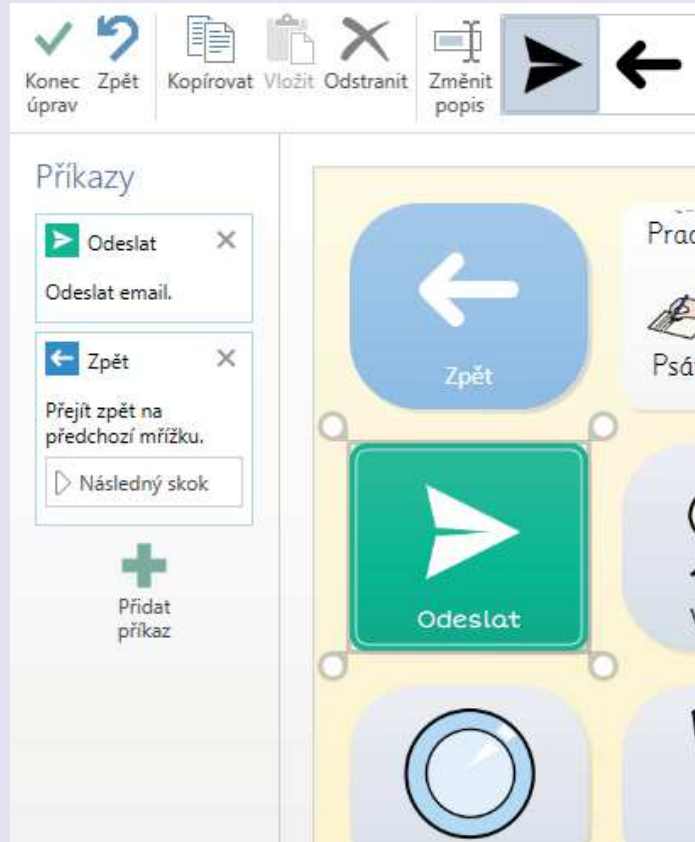 Konec úprav
Zpět
Kopírovat
Vložit
Odstranit
Změnit popis
Příkazy
Odeslat
Odeslat email.
Zpět
Přejít zpět na
předchozí mřížku.
Následný skok
Přidat
příkaz
Zpět
Odeslat